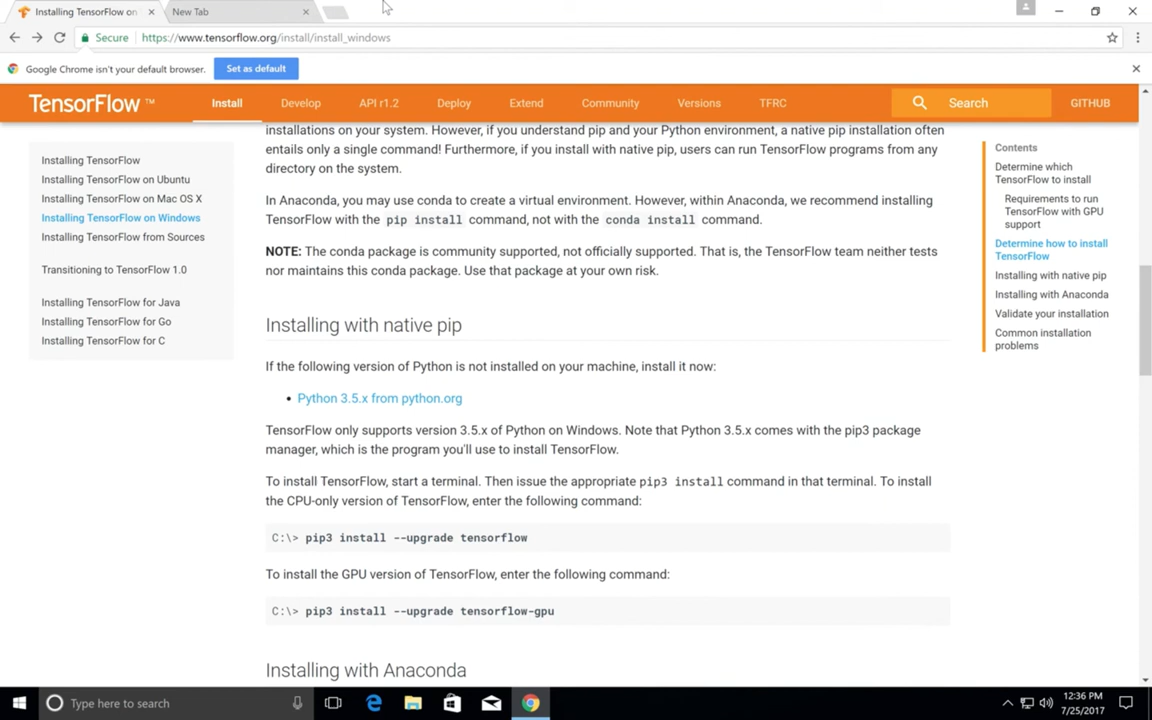 Installing TensorFlow on
New Tab
Secure https://www.tensorflow.org/install/install_windows
Google Chrome isn't your default browser. Set as default
TensorFlow ™ Install Develop API r1.2 Deploy Extend Community Versions TFRC Search GITHUB
Installing TensorFlow
Installing TensorFlow on Ubuntu
Installing TensorFlow on Mac OS X
Installing TensorFlow on Windows
Installing TensorFlow from Sources
Transitioning to TensorFlow 1.0
Installing TensorFlow for Java
Installing TensorFlow for Go
Installing TensorFlow for C
installations on your system. However, if you understand pip and your Python environment, a native pip installation often
entails only a single command! Furthermore, if you install with native pip, users can run TensorFlow programs from any
directory on the system.
In Anaconda, you may use conda to create a virtual environment. However, within Anaconda, we recommend installing
TensorFlow with the pip install command, not with the conda install command.
NOTE: The conda package is community supported, not officially supported. That is, the TensorFlow team neither tests
nor maintains this conda package. Use that package at your own risk.
Installing with native pip
If the following version of Python is not installed on your machine, install it now:
• Python 3.5.x from python.org
TensorFlow only supports version 3.5.x of Python on Windows. Note that Python 3.5.x comes with the pip3 package
manager, which is the program you'll use to install TensorFlow.
To install TensorFlow, start a terminal. Then issue the appropriate pip3 install command in that terminal. To install
the CPU-only version of TensorFlow, enter the following command:
C:\> pip3 install --upgrade tensorflow
To install the GPU version of TensorFlow, enter the following command:
C:\> pip3 install --upgrade tensorflow-gpu
Installing with Anaconda
Contents
Determine which
TensorFlow to install
Requirements to run
TensorFlow with GPU
support
Determine how to install
TensorFlow
Installing with native pip
Installing with Anaconda
Validate your installation
Common installation
problems
Type here to search
12:36 PM
7/25/2017